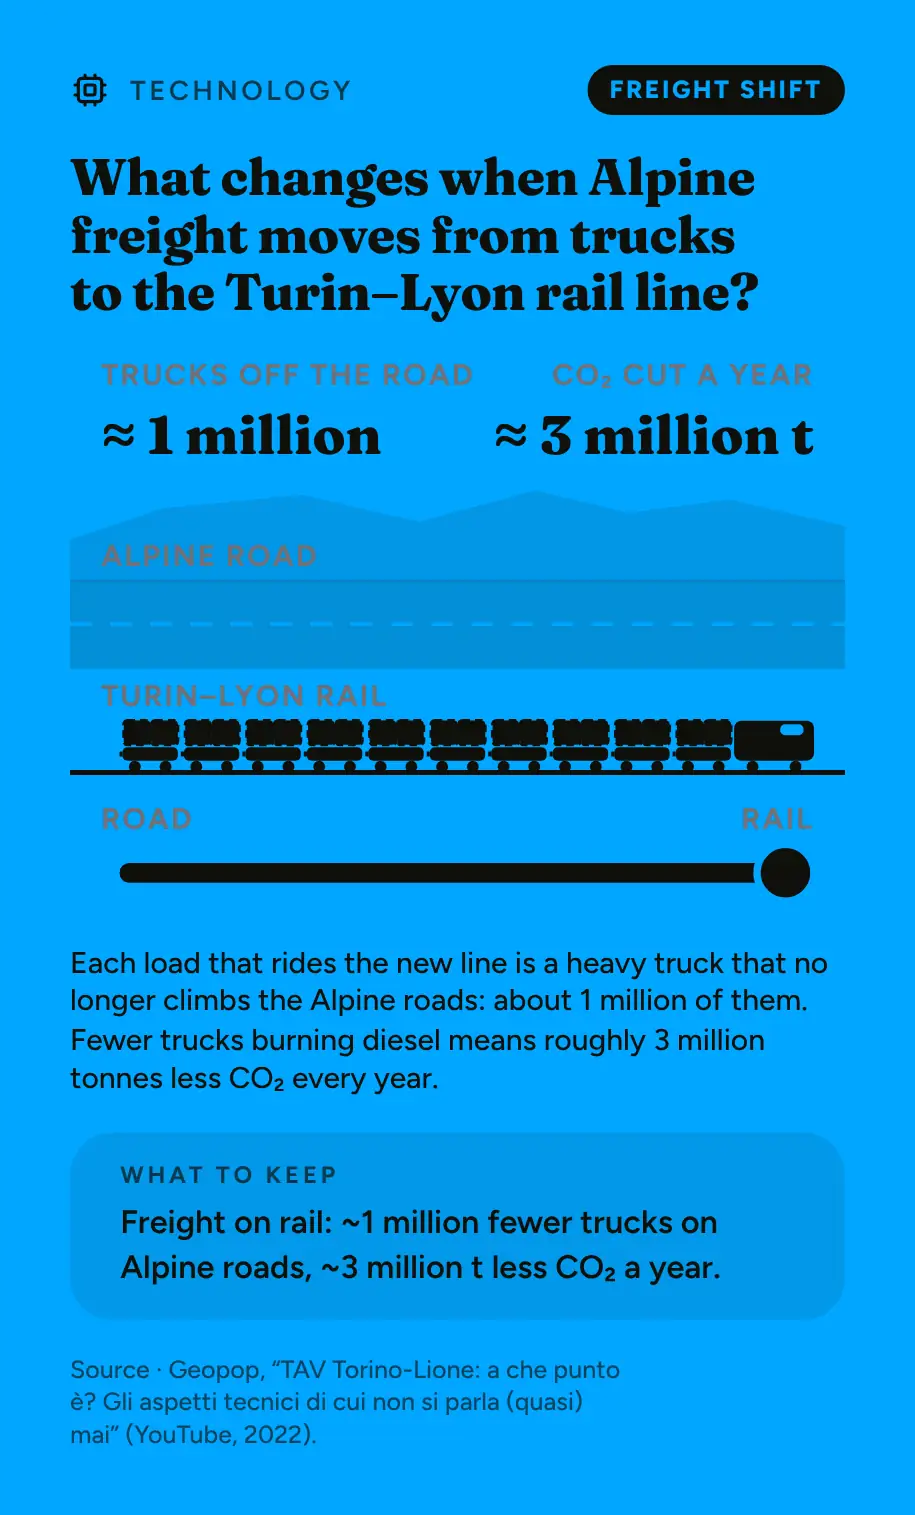 TECHNOLOGY
FREIGHT SHIFT
What changes when Alpine
freight moves from trucks
to the Turin–Lyon rail line?
TRUCKS OFF THE ROAD
CO₂ CUT A YEAR
≈ 1 million
≈ 3 million t
ALPINE ROAD
TURIN–LYON RAIL
ROAD
RAIL
Each load that rides the new line is a heavy truck that no
longer climbs the Alpine roads: about 1 million of them.
Fewer trucks burning diesel means roughly 3 million
tonnes less CO₂ every year.
WHAT TO KEEP
Freight on rail: ~1 million fewer trucks on
Alpine roads, ~3 million t less CO₂ a year.
Source · Geopop, “TAV Torino-Lione: a che punto
è? Gli aspetti tecnici di cui non si parla (quasi)
mai” (YouTube, 2022).